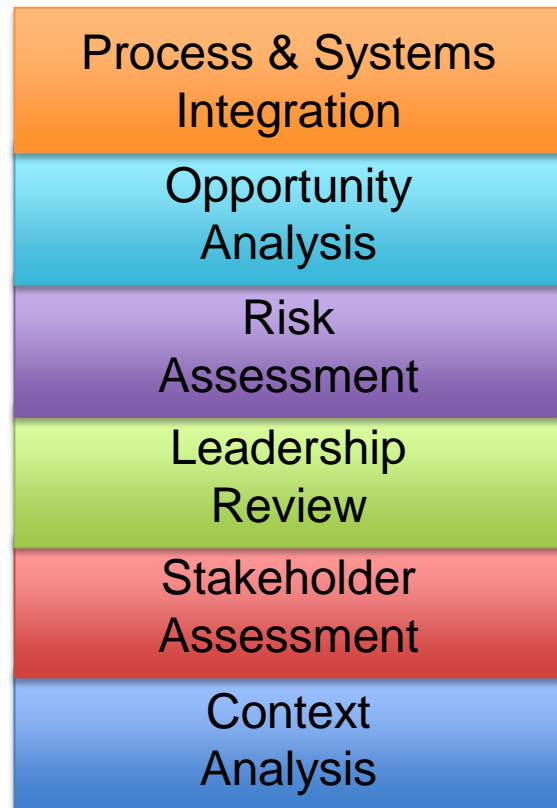 Process & Systems
Integration
Opportunity
Analysis
Risk
Assessment
Leadership
Review
Stakeholder
Assessment
Context
Analysis